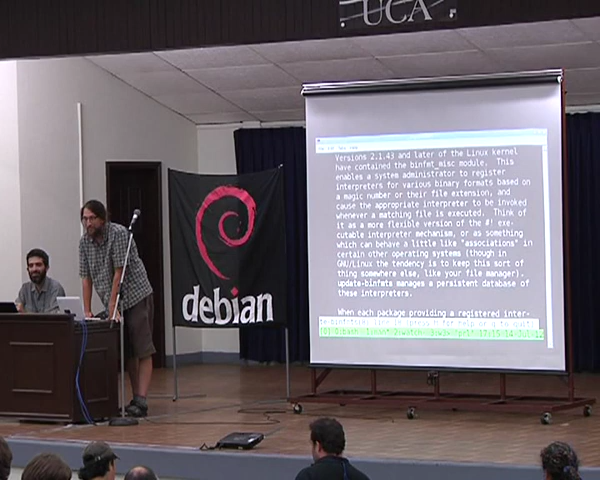 UCA
Versions 2.1.43 and later of the Linux kernel
have contained the binfmt_misc module. This
enables a system administrator to register
interpreters for various binary formats based on
a magic number or their file extension, and
cause the appropriate interpreter to be invoked
whenever a matching file is executed. Think of
it as a more flexible version of the #! exe-
cutable interpreter mechanism, or as something
which can behave a little like "associations" in
certain other operating systems (though in
GNU/Linux the tendency is to keep this sort of
thing somewhere else, like your file manager).
update-binfmts manages a persistent database of
these interpreters.
When each package providing a registered inter-
debian